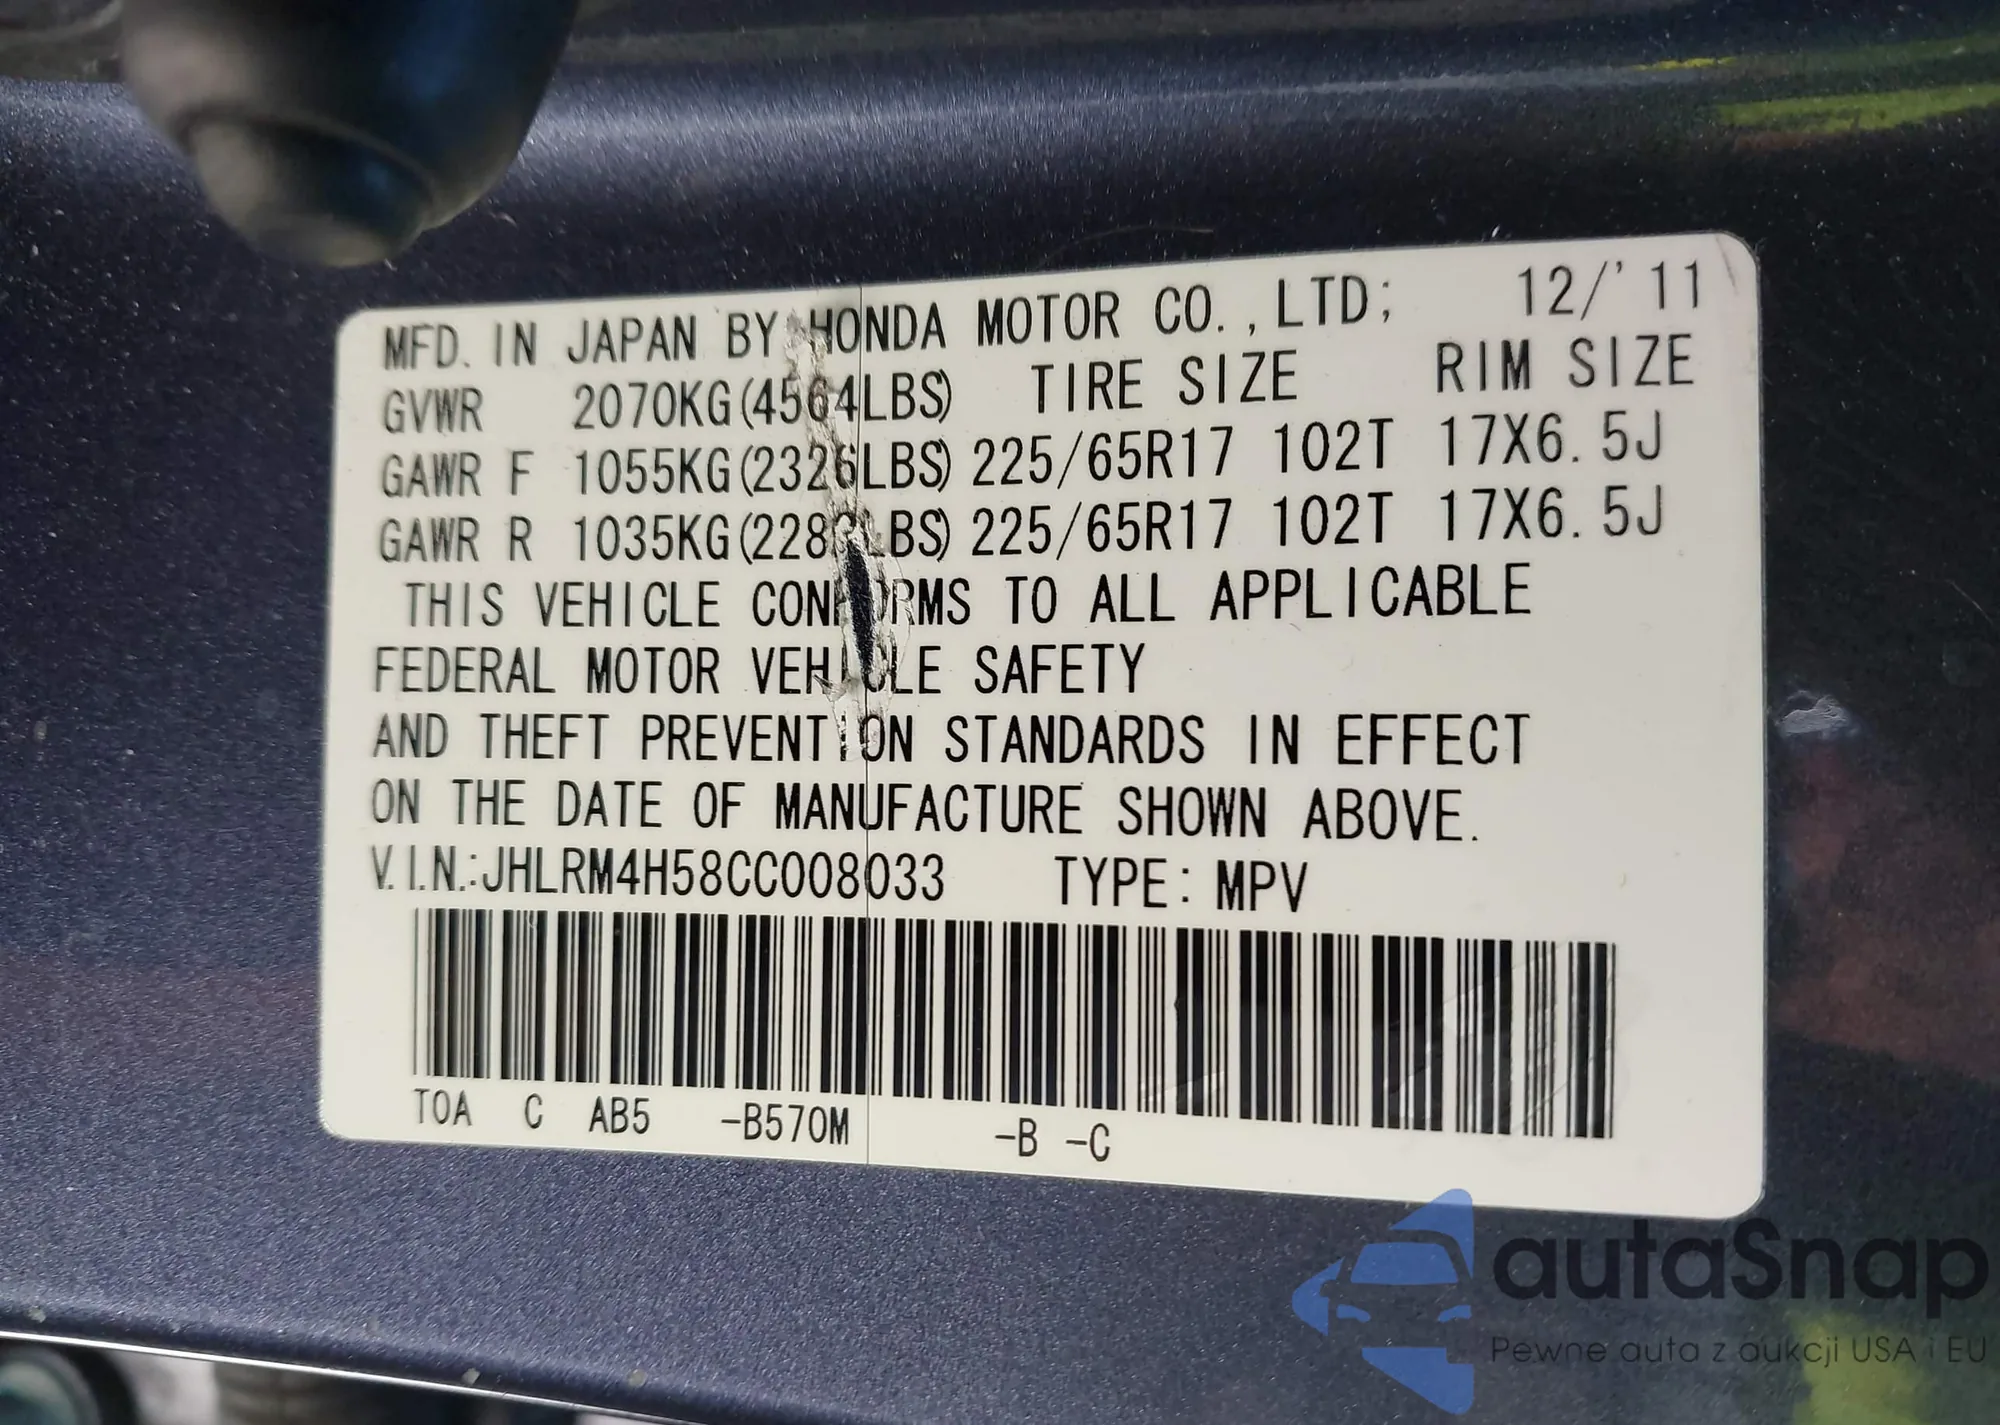 MFD. IN JAPAN BY HONDA MOTOR CO.,LTD; 12/'11
GVWR 2070KG(4564LBS) TIRE SIZE RIM SIZE
GAWR F 1055KG(2326LBS) 225/65R17 102T 17X6.5J
GAWR R 1035KG(2282LBS) 225/65R17 102T 17X6.5J
THIS VEHICLE CONFORMS TO ALL APPLICABLE
FEDERAL MOTOR VEHICLE SAFETY
AND THEFT PREVENTION STANDARDS IN EFFECT
ON THE DATE OF MANUFACTURE SHOWN ABOVE.
V.I.N.:JHLRM4H58CC008033 TYPE: MPV
TOA C AB5 -B570M -B -C
autaSnap
Pewne auta z aukcji USA i EU